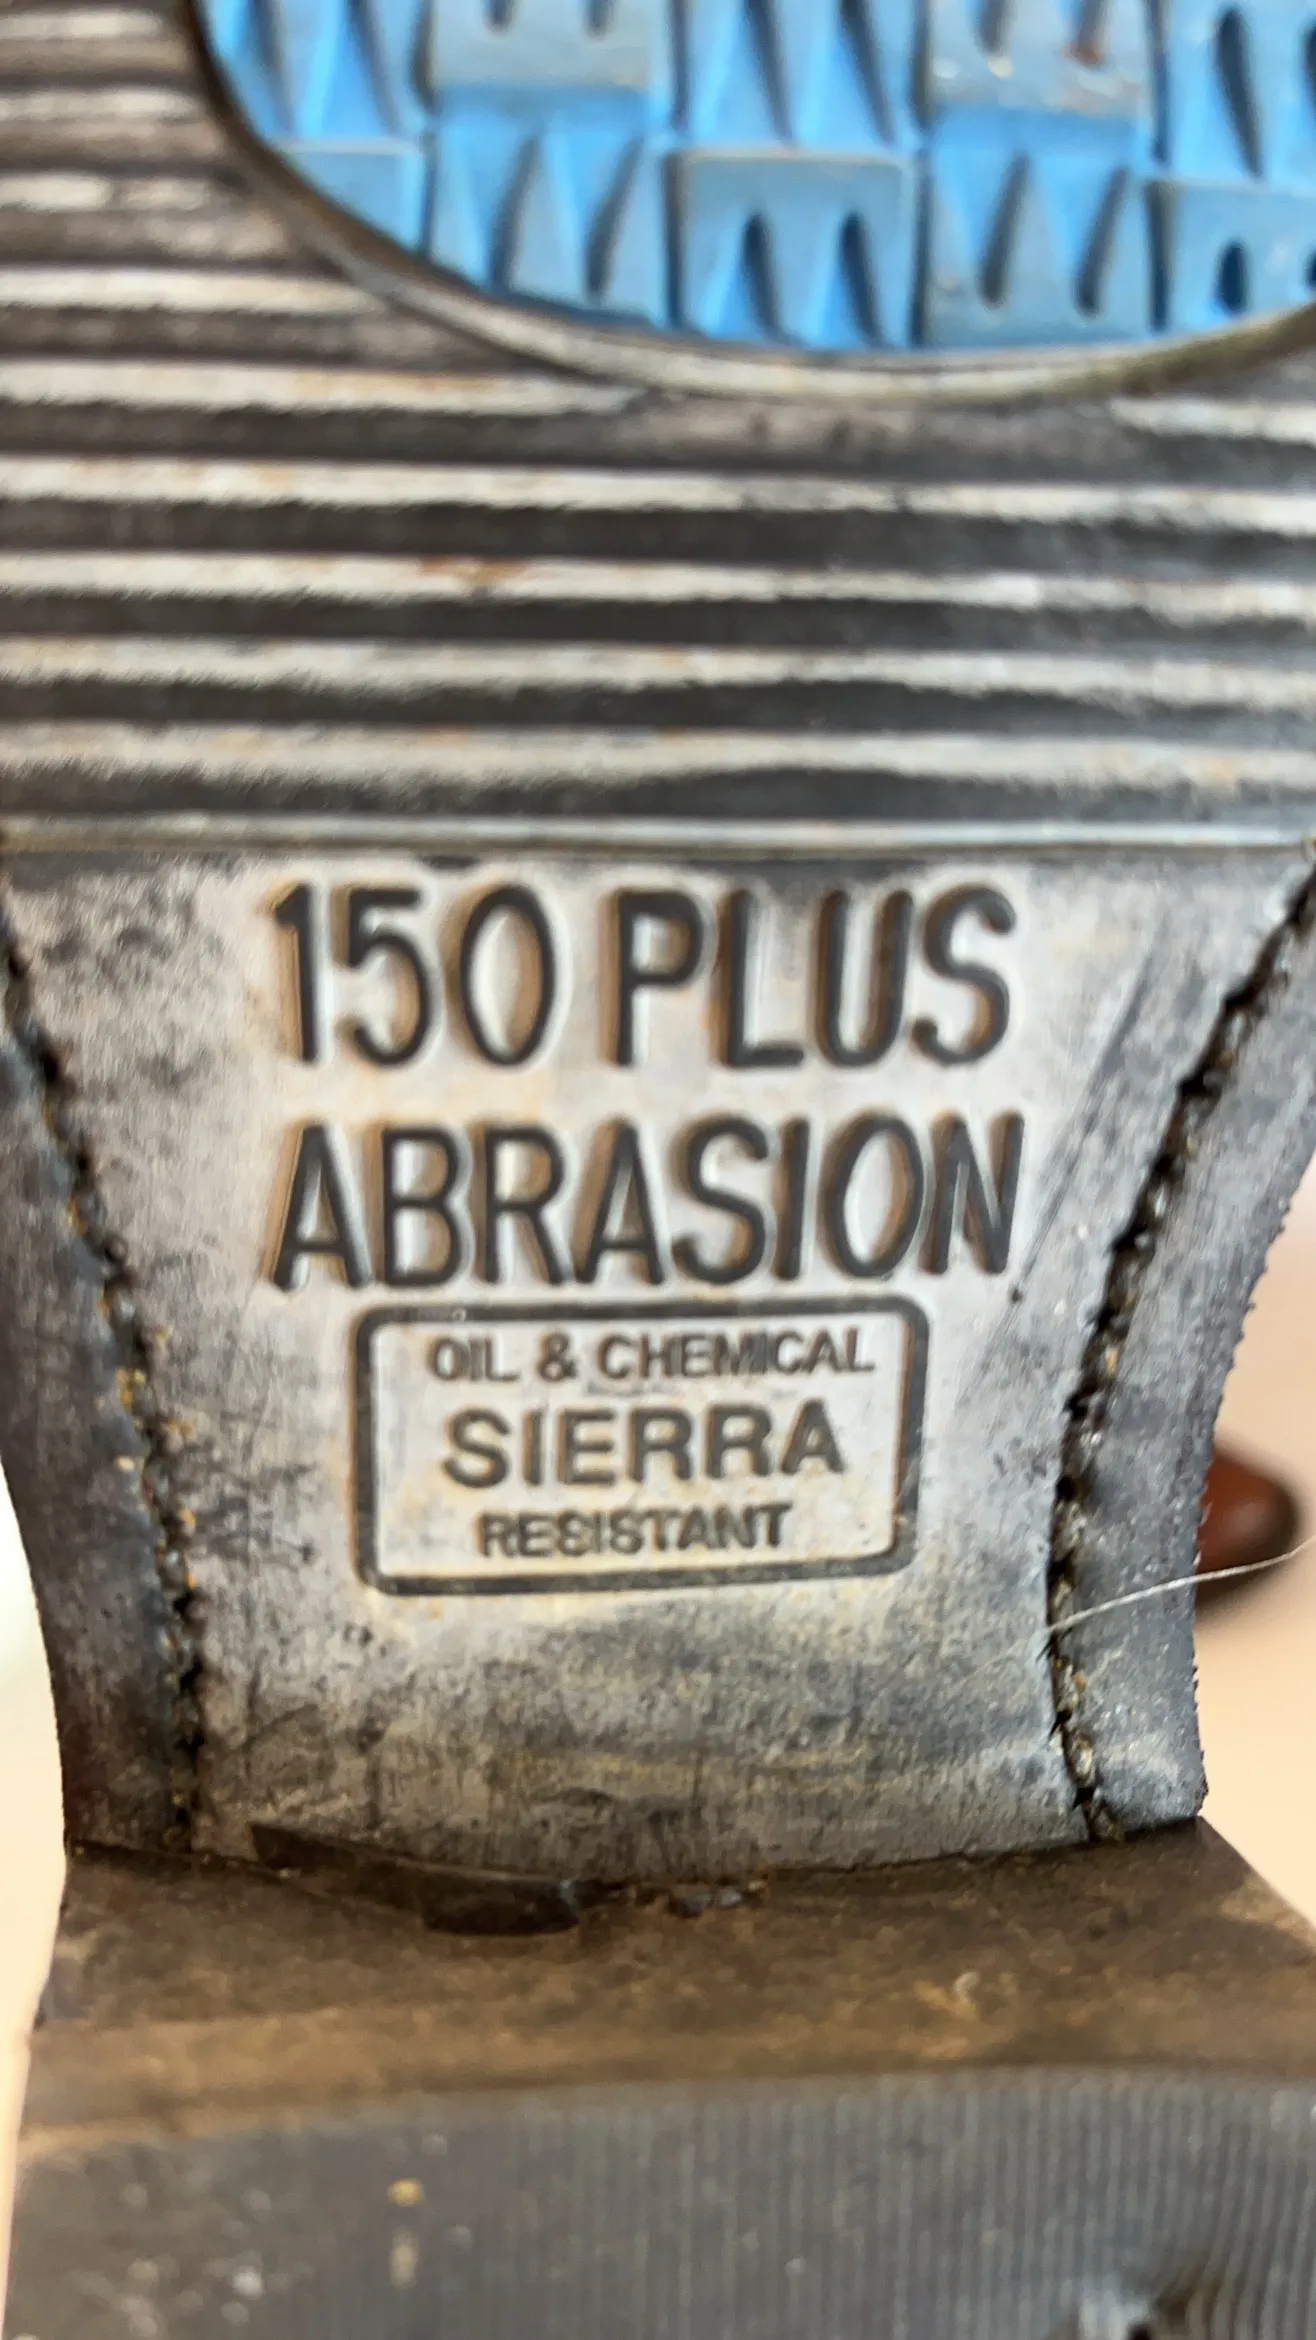 150 PLUS
ABRASION
OIL & CHEMICAL
SIERRA
RESISTANT